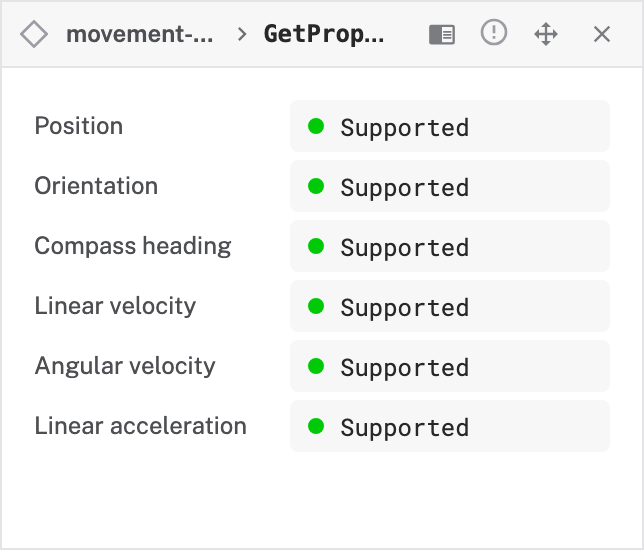 movement-... > GetProp...
Position Supported
Orientation Supported
Compass heading Supported
Linear velocity Supported
Angular velocity Supported
Linear acceleration Supported